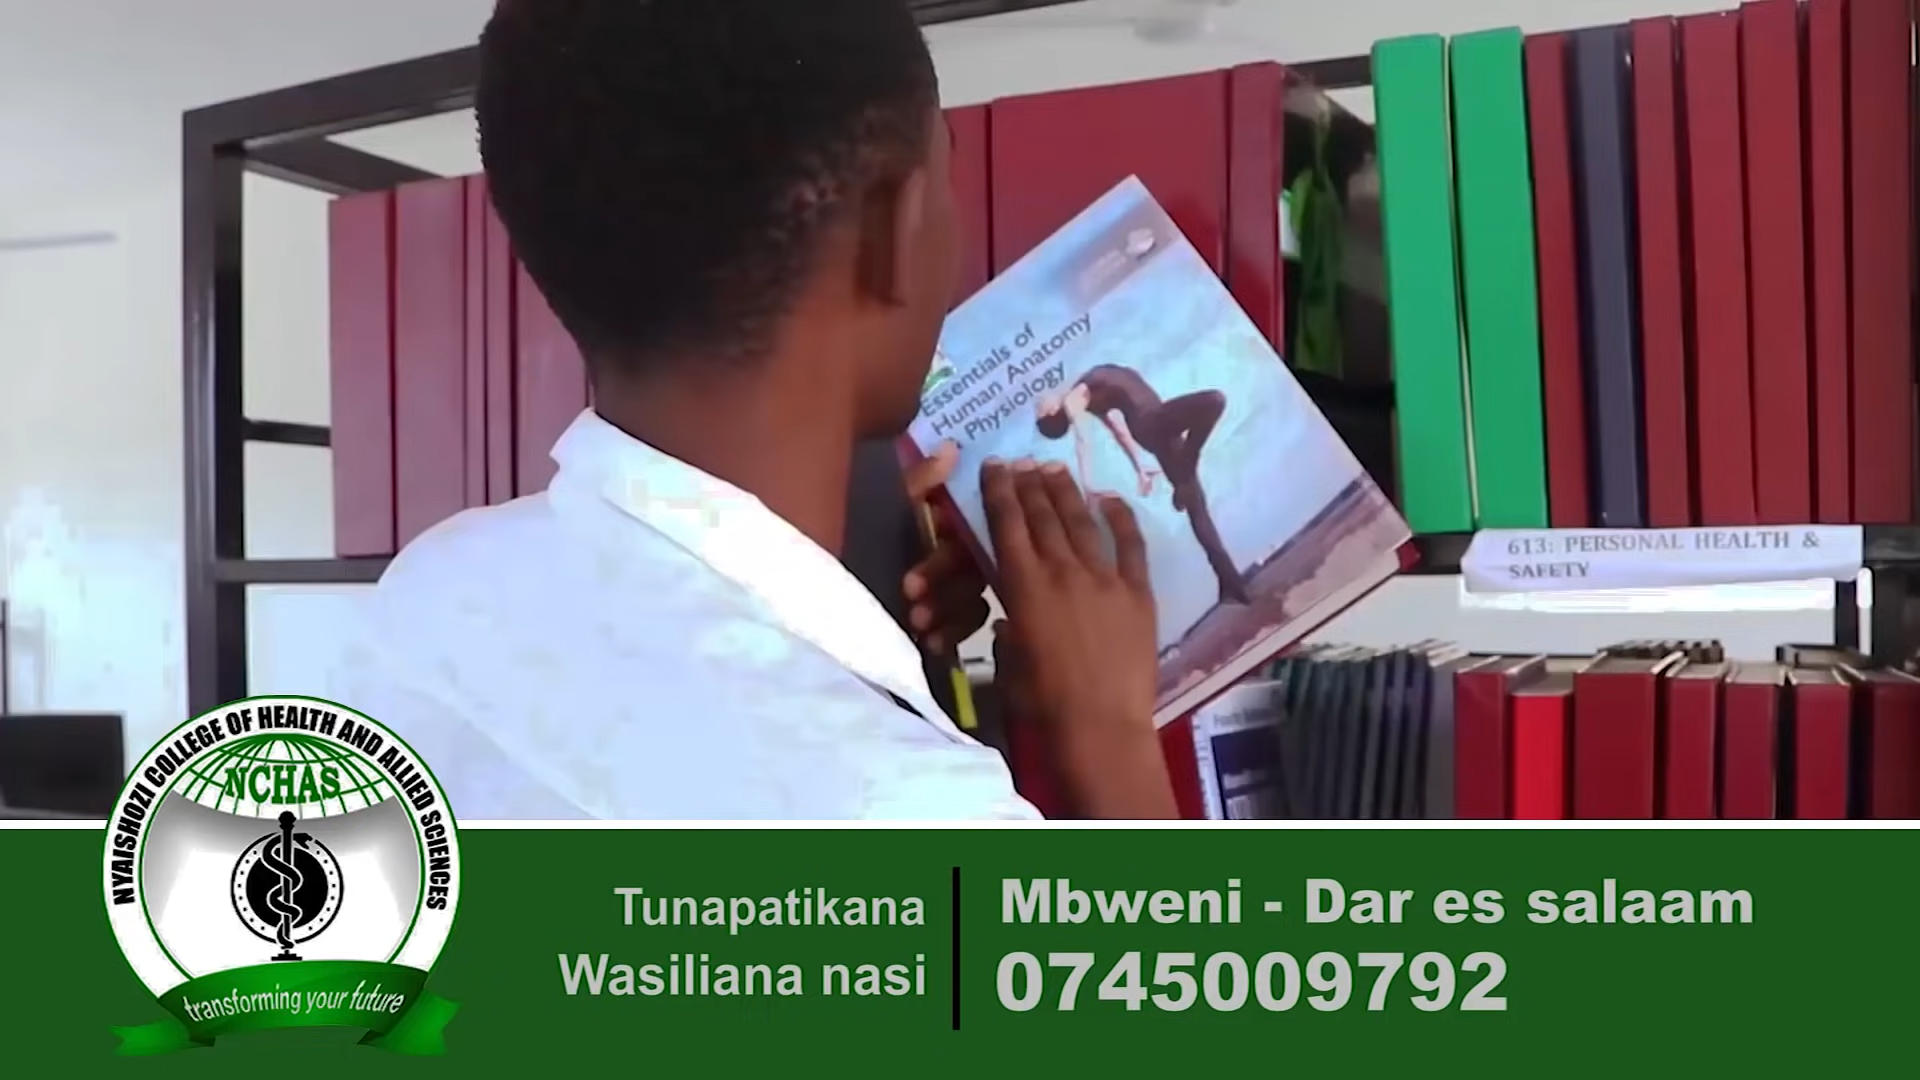 Essentials of
Human Anatomy
& Physiology
613: PERSONAL HEALTH &
SAFETY
NYAISHOZI COLLEGE OF HEALTH AND ALLIED SCIENCES
NCHAS
transforming your future
Tunapatikana
Wasiliana nasi
Mbweni - Dar es salaam
0745009792